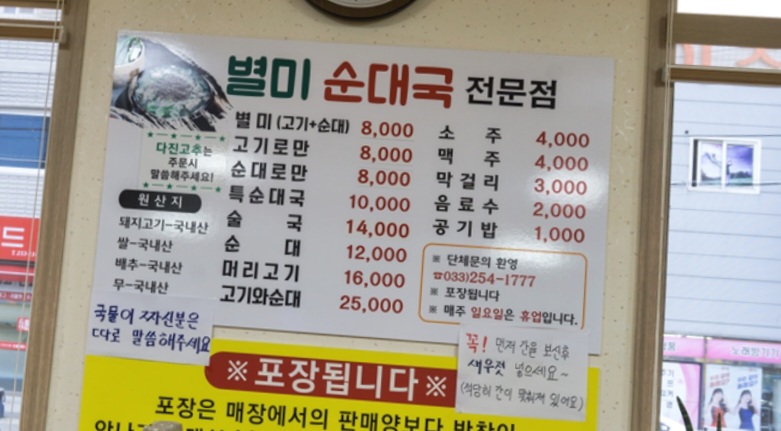 별미 순대국 전문점
별 미 (고기+순대) 8,000
고기로만 8,000
순대로만 8,000
특순대국 10,000
술 국 14,000
순 대 12,000
머리고기 16,000
고기와순대 25,000
소 주 4,000
맥 주 4,000
막걸리 3,000
음료수 2,000
공기밥 1,000
다진고추는
주문시
말씀해주세요!
원산지
돼지고기-국내산
쌀-국내산
배추-국내산
무-국내산
※ 단체문의 환영
☎033)254-1777
※ 포장됩니다
※ 매주 일요일은 휴업입니다.
국물이 쪼자신분은
따로 말씀해주세요
꼭! 먼저 간을 보신후
새우젓 넣으세요~
(적당히 간이 맞춰져 있어요)
※포장됩니다※
포장은 매장에서의 판매양보다
노래방기기
드